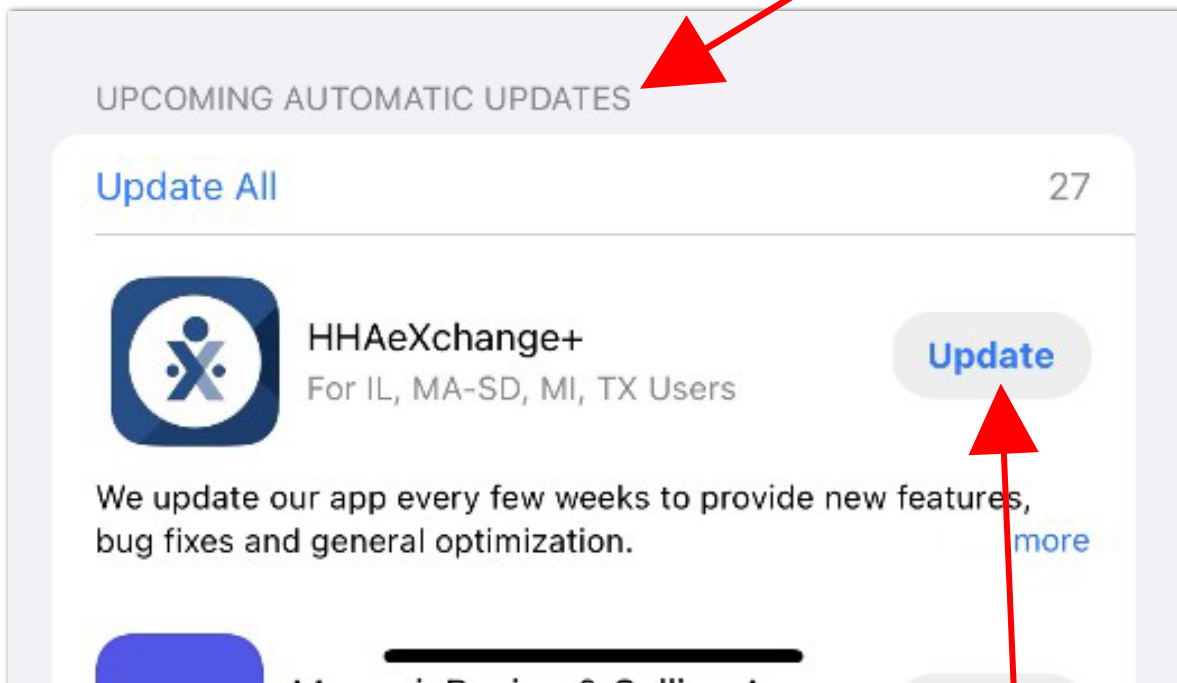 UPCOMING AUTOMATIC UPDATES
Update All 27
HHAeXchange+
Update
For IL, MA-SD, MI, TX Users
We update our app every few weeks to provide new features,
bug fixes and general optimization.
more